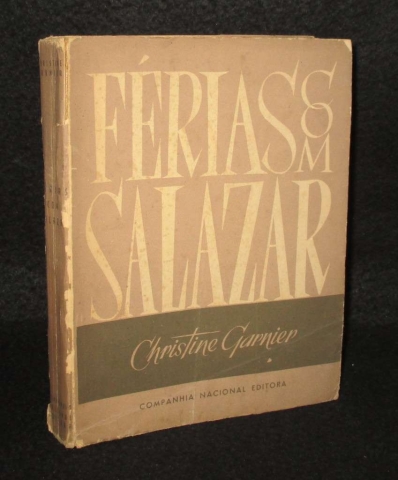 FÉRIAS COM
SALAZAR
Christine Garnier
COMPANHIA NACIONAL EDITORA